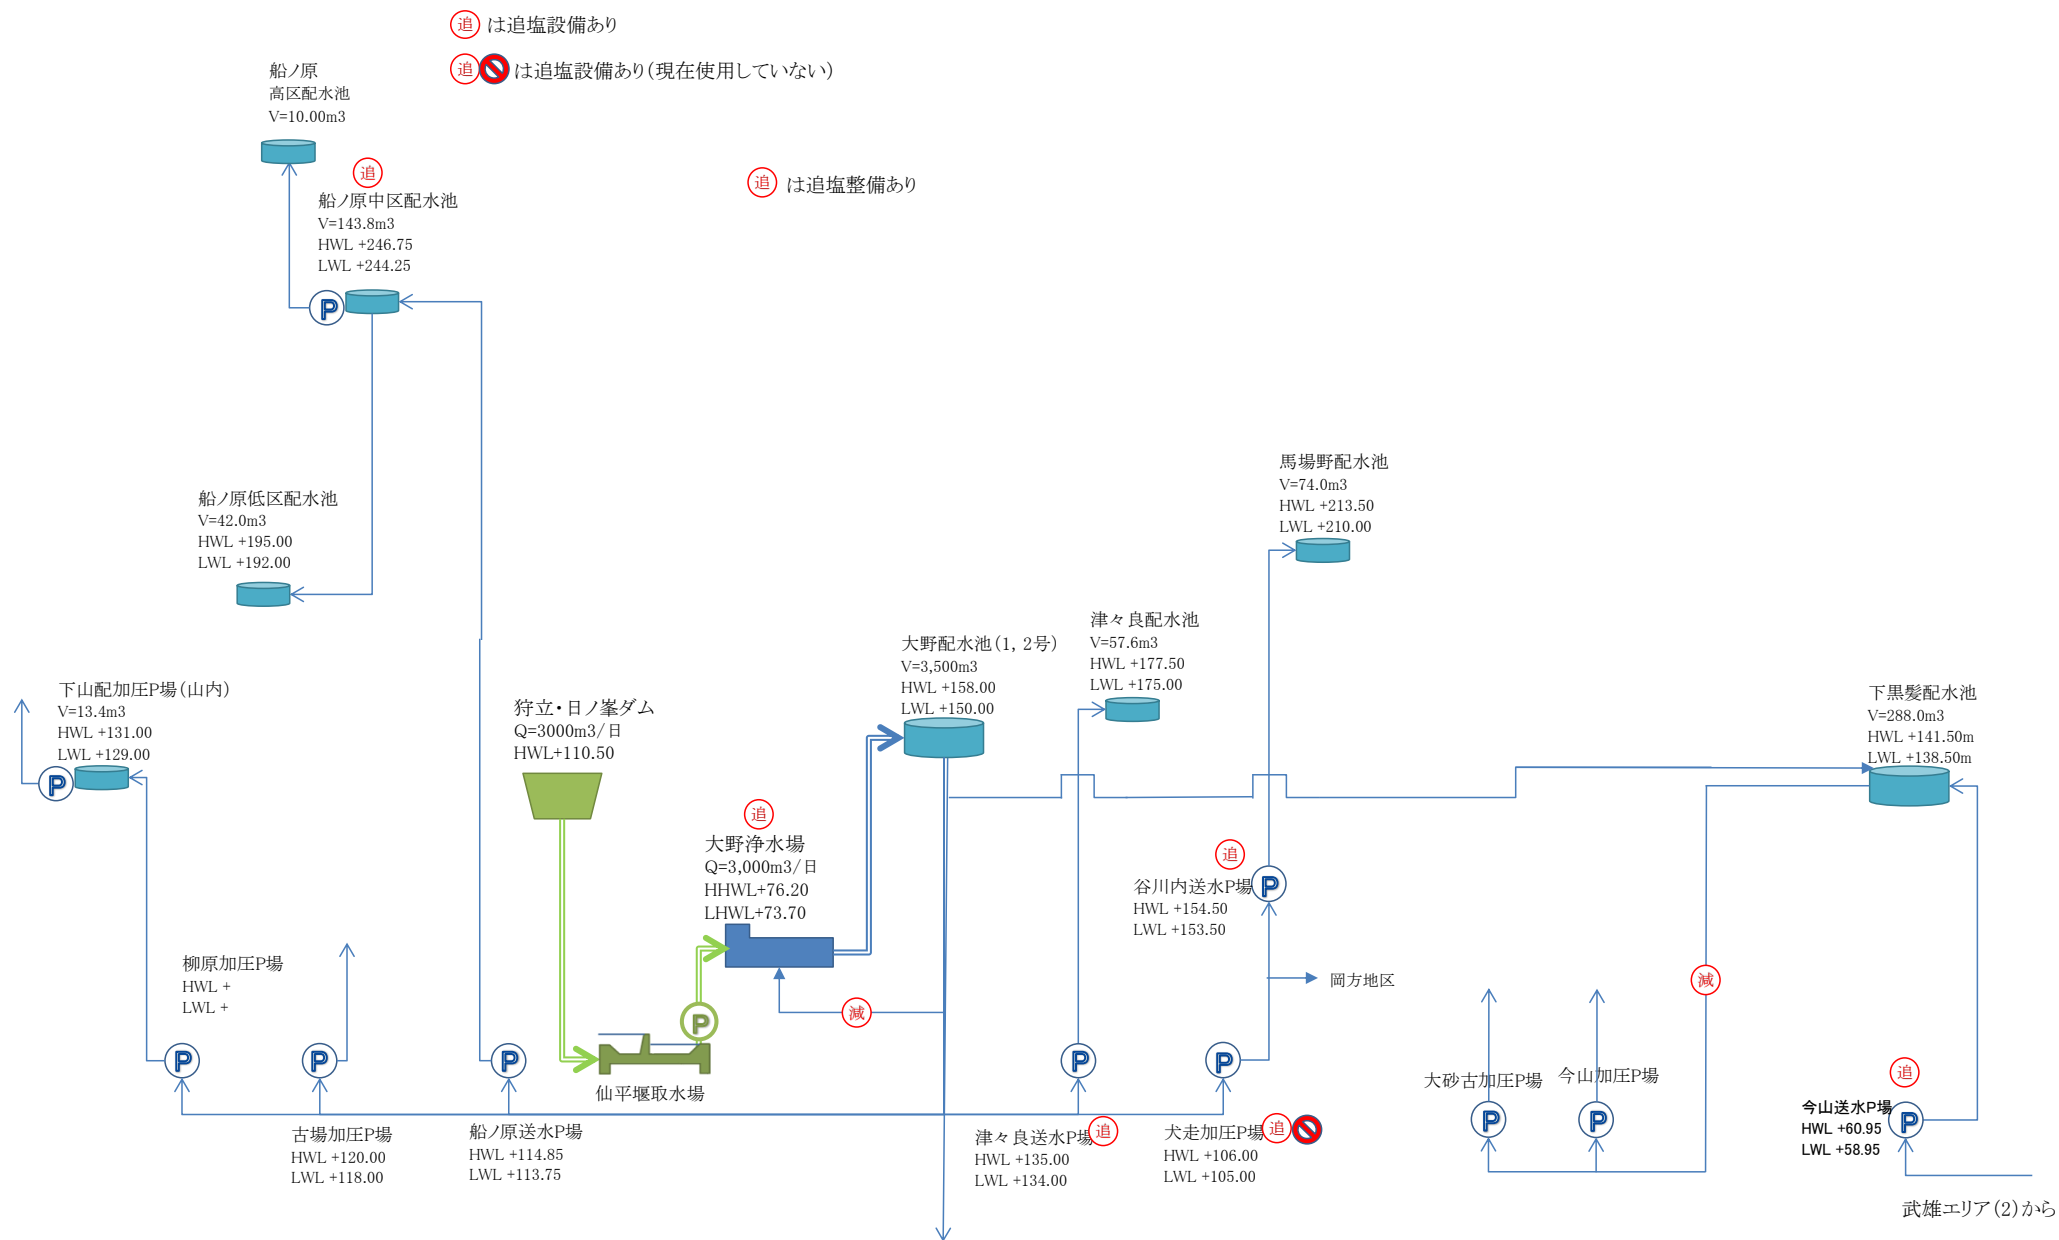 追 は追塩設備あり
追 は追塩設備あり(現在使用していない)
船ノ原
高区配水池
V=10.00m3
追
船ノ原中区配水池
V=143.8m3
HWL +246.75
LWL +244.25
P
追 は追塩整備あり
船ノ原低区配水池
V=42.0m3
HWL +195.00
LWL +192.00
馬場野配水池
V=74.0m3
HWL +213.50
LWL +210.00
下山配加圧P場(山内)
V=13.4m3
HWL +131.00
LWL +129.00
P
狩立・日ノ峯ダム
Q=3000m3/日
HWL+110.50
大野配水池(1, 2号)
V=3,500m3
HWL +158.00
LWL +150.00
津々良配水池
V=57.6m3
HWL +177.50
LWL +175.00
下黒髪配水池
V=288.0m3
HWL +141.50m
LWL +138.50m
追
大野浄水場
Q=3,000m3/日
HHWL+76.20
LHWL+73.70
追
谷川内送水P場
HWL +154.50
LWL +153.50
P
岡方地区
減
柳原加圧P場
HWL +
LWL +
P
P
P
P
減
P
P
仙平堰取水場
古場加圧P場
HWL +120.00
LWL +118.00
船ノ原送水P場
HWL +114.85
LWL +113.75
津々良送水P場
追
HWL +135.00
LWL +134.00
犬走加圧P場
追
HWL +106.00
LWL +105.00
大砂古加圧P場
P
今山加圧P場
P
追
今山送水P場
HWL +60.95
LWL +58.95
P
武雄エリア(2)から